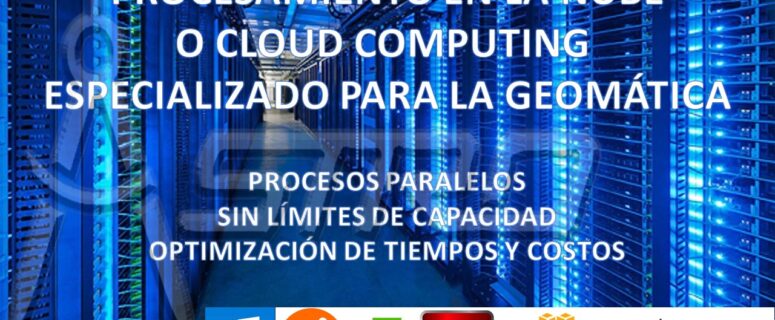 PROCESAMIENTO EN LA NUBE
O CLOUD COMPUTING
ESPECIALIZADO PARA LA GEOMÁTICA
PROCESOS PARALELOS
SIN LÍMITES DE CAPACIDAD
OPTIMIZACIÓN DE TIEMPOS Y COSTOS